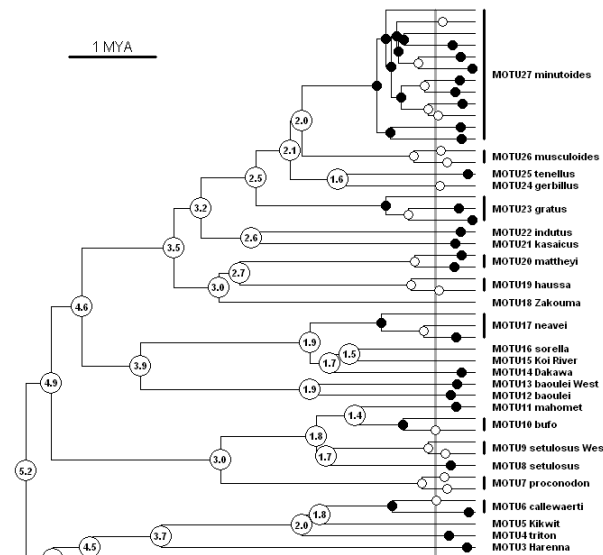 1 MYA
MOTU27 minutoides
2.0
2.1
MOTU26 musculoides
MOTU25 tenellus
1.6
2.5
MOTU24 gerbillus
3.2
MOTU23 gratus
MOTU22 indutus
2.6
3.5
MOTU21 kasaicus
MOTU20 mattheyi
2.7
3.0
MOTU19 haussa
4.6
MOTU18 Zakouma
MOTU17 neavei
1.9
MOTU16 sorella
1.5
MOTU15 Koi River
3.9
1.7
MOTU14 Dakawa
4.9
MOTU13 baoulei West
1.9
MOTU12 baoulei
MOTU11 mahomet
1.4
MOTU10 bufo
1.8
MOTU9 setulosus Wes
1.7
3.0
MOTU8 setulosus
5.2
MOTU7 proconodon
MOTU6 callewaerti
1.8
2.0
MOTU5 Kikwit
3.7
MOTU4 triton
4.5
MOTU3 Harenna